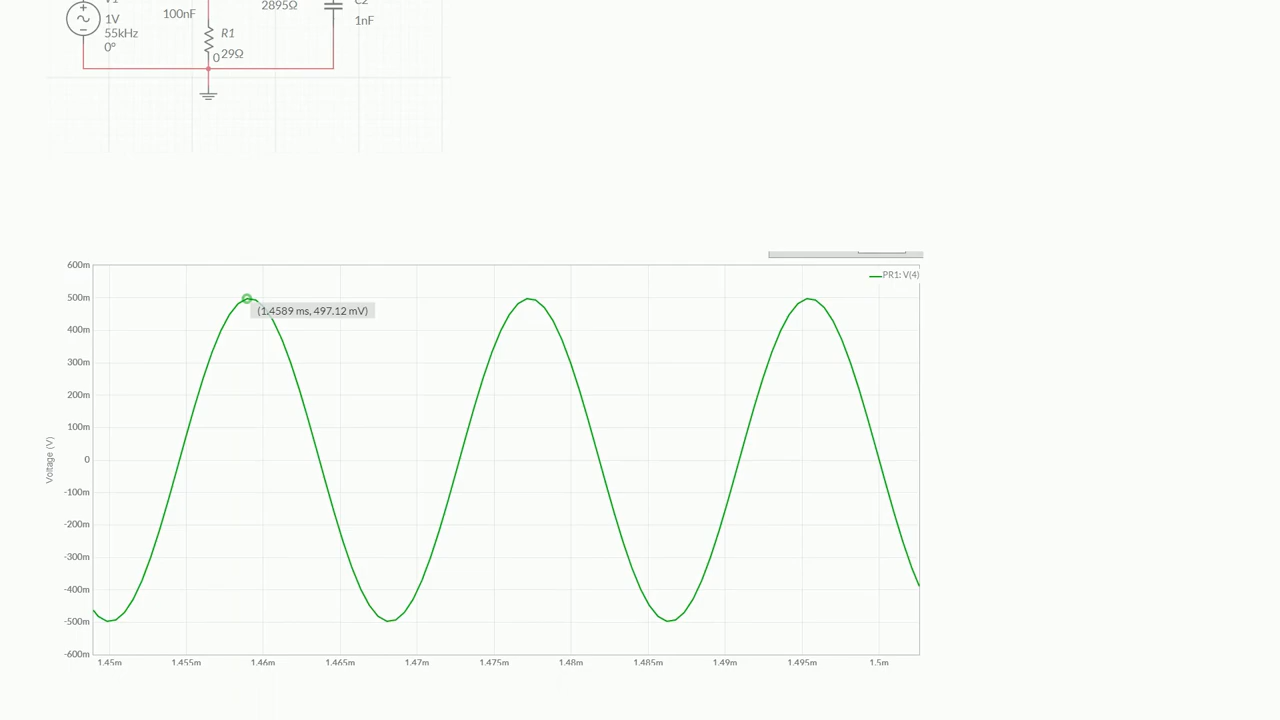 1V
55kHz
0°
100nF
R1
29Ω
0
2895Ω
1nF
PR1: V(4)
(1.4589 ms, 497.12 mV)
Voltage (V)
600m
500m
400m
300m
200m
100m
0
-100m
-200m
-300m
-400m
-500m
-600m
1.45m 1.455m 1.46m 1.465m 1.47m 1.475m 1.48m 1.485m 1.49m 1.495m 1.5m